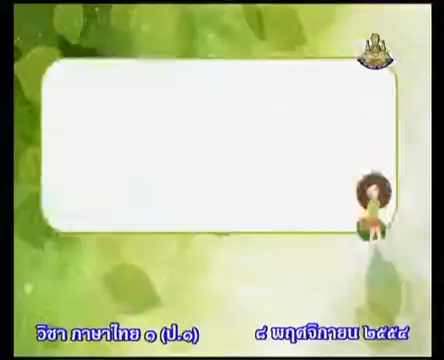 วิชา ภาษาไทย ๑ (ป.๑)
๘ พฤศจิกายน ๒๕๕๔